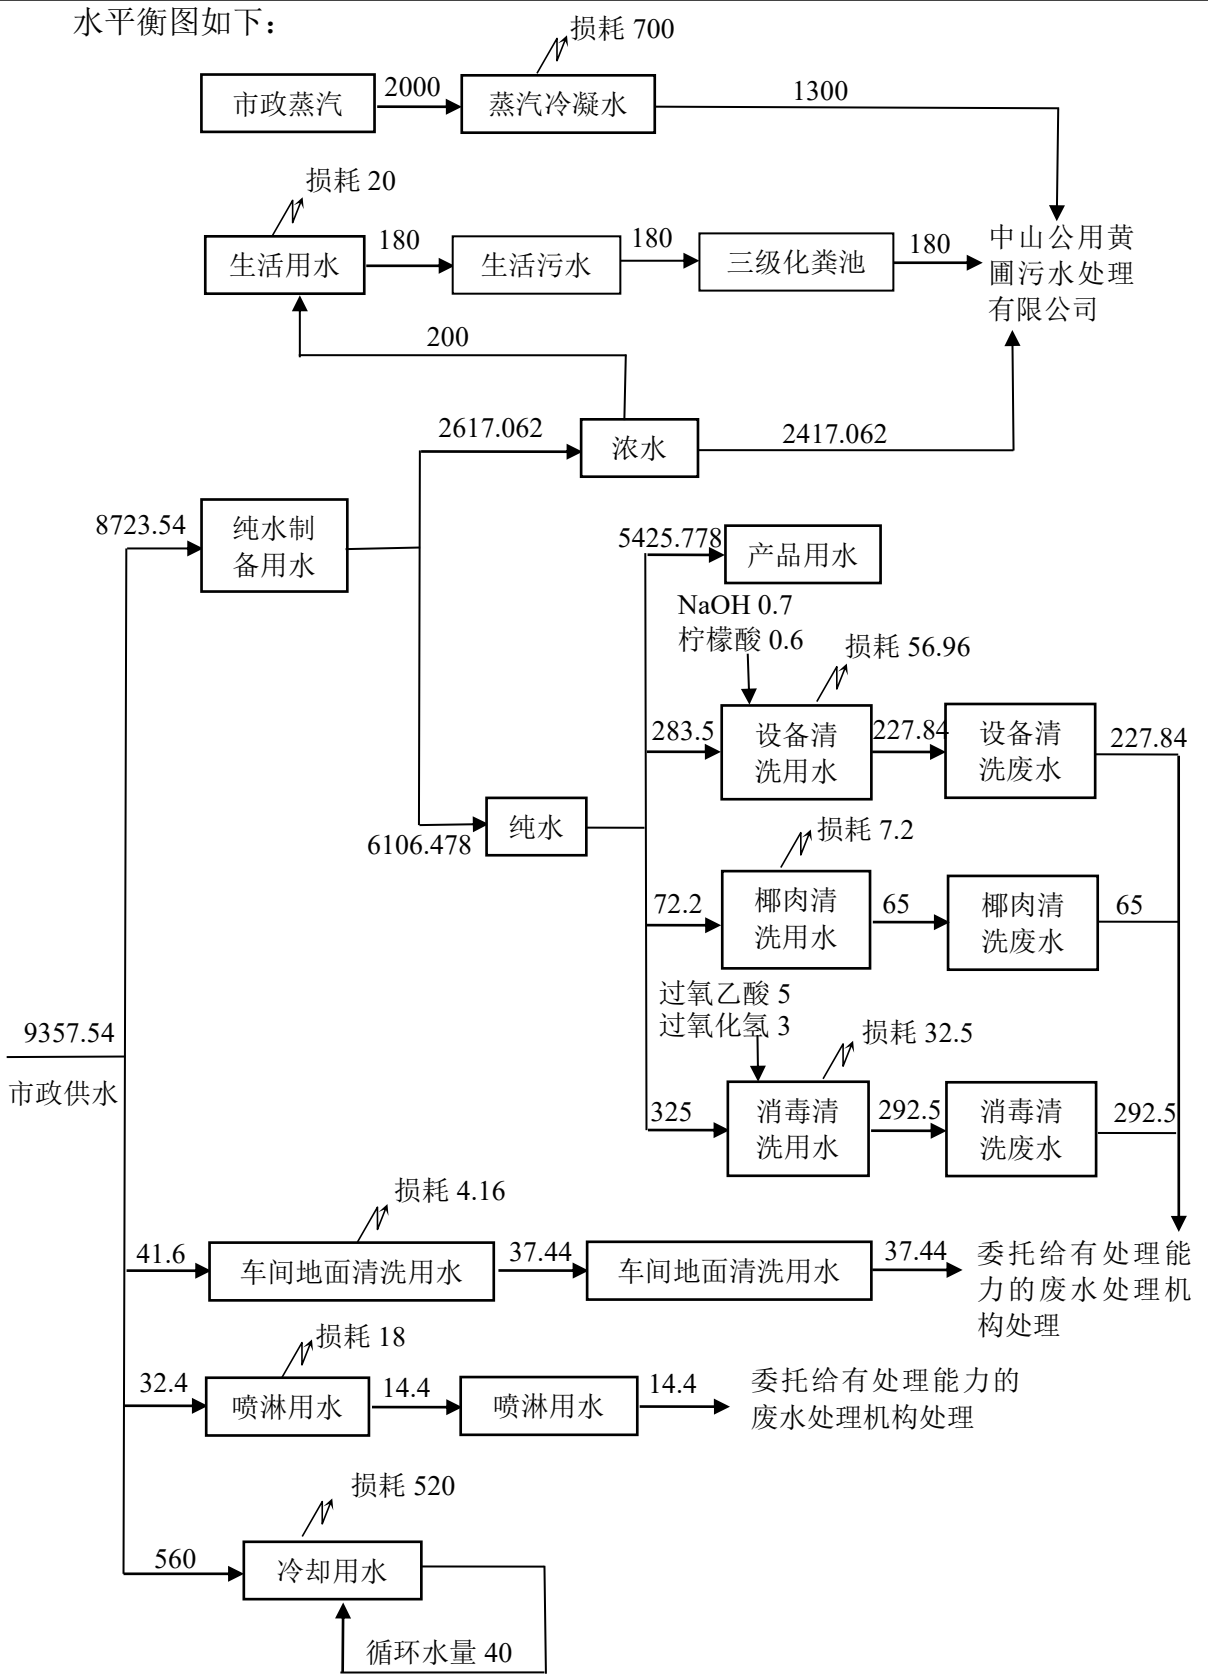 水平衡图如下：
损耗 700
市政蒸汽
2000
蒸汽冷凝水
1300
损耗 20
生活用水
180
生活污水
180
三级化粪池
180
中山公用黄
圃污水处理
有限公司
200
2617.062
浓水
2417.062
8723.54
纯水制
备用水
5425.778
产品用水
NaOH 0.7
柠檬酸 0.6
损耗 56.96
283.5
设备清
洗用水
227.84
设备清
洗废水
227.84
6106.478
纯水
损耗 7.2
72.2
椰肉清
洗用水
65
椰肉清
洗废水
65
过氧乙酸 5
过氧化氢 3
损耗 32.5
325
消毒清
洗用水
292.5
消毒清
洗废水
292.5
9357.54
市政供水
损耗 4.16
41.6
车间地面清洗用水
37.44
车间地面清洗用水
37.44
委托给有处理能
力的废水处理机
构处理
损耗 18
32.4
喷淋用水
14.4
喷淋用水
14.4
委托给有处理能力的
废水处理机构处理
损耗 520
560
冷却用水
循环水量 40